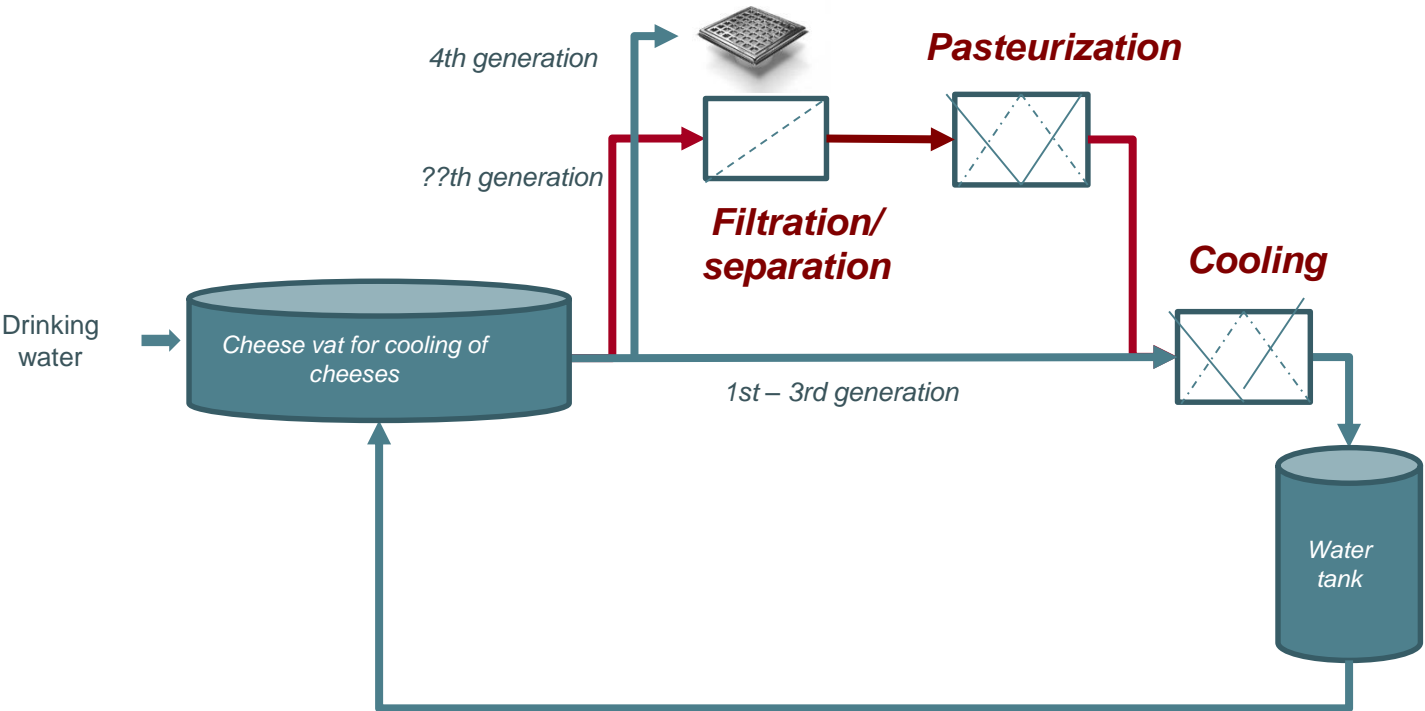 4th generation
Pasteurization
??th generation
Filtration/
separation
Cooling
Drinking
water
Cheese vat for cooling of
cheeses
1st – 3rd generation
Water
tank